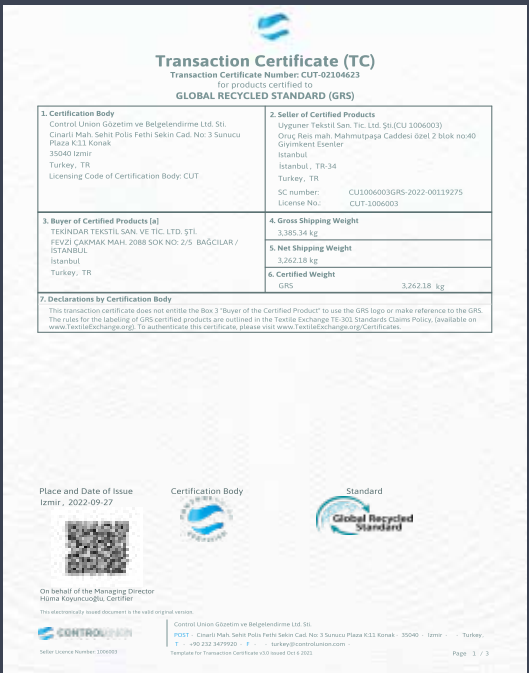 Transaction Certificate (TC)
Transaction Certificate Number: CUT-02104623
for products certified to
GLOBAL RECYCLED STANDARD (GRS)
1. Certification Body
Control Union Gözetim ve Belgelendirme Ltd. Sti.
Cinarli Mah. Sehit Polis Fethi Sekin Cad. No: 3 Sunucu
Plaza K:11 Konak
35040 Izmir
Turkey, TR
Licensing Code of Certification Body: CUT
2. Seller of Certified Products
Uyguner Tekstil San. Tic. Ltd. Şti.(CU 1006003)
Oruç Reis mah. Mahmutpaşa Caddesi özel 2 blok no:40
Giyimkent Esenler
Istanbul
İstanbul, TR-34
Turkey, TR
SC number: CU1006003GRS-2022-00119275
License No.: CUT-1006003
3. Buyer of Certified Products [a]
TEKİNDAR TEKSTİL SAN. VE TİC. LTD. ŞTİ.
FEVZİ ÇAKMAK MAH. 2088 SOK NO: 2/5 BAĞCILAR /
ISTANBUL
Istanbul
Turkey, TR
4. Gross Shipping Weight
3,385.34 kg
5. Net Shipping Weight
3,262.18 kg
6. Certified Weight
GRS 3,262.18 kg
7. Declarations by Certification Body
This transaction certificate does not entitle the Box 3 "Buyer of the Certified Product" to use the GRS logo or make reference to the GRS.
The rules for the labeling of GRS certified products are outlined in the Textile Exchange TE-301 Standards Claims Policy, (available on
www.TextileExchange.org). To authenticate this certificate, please visit www.TextileExchange.org/Certificates.
Place and Date of Issue
Izmir, 2022-09-27
Certification Body
Standard
Global Recycled
Standard
On behalf of the Managing Director
Hüma Koyuncuoğlu, Certifier
This electronically issued document is the valid original version.
CONTROLUNION
Seller Licence Number: 1006003
Control Union Gözetim ve Belgelendirme Ltd. Sti.
POST - Cinarli Mah. Sehit Polis Fethi Sekin Cad. No: 3 Sunucu Plaza K:11 Konak - 35040 - Izmir - - Turkey
T - +90 232 3479920 - F - - turkey@controlunion.com -
Template for Transaction Certificate v3.0 issued Oct 6 2021
Page 1 / 3